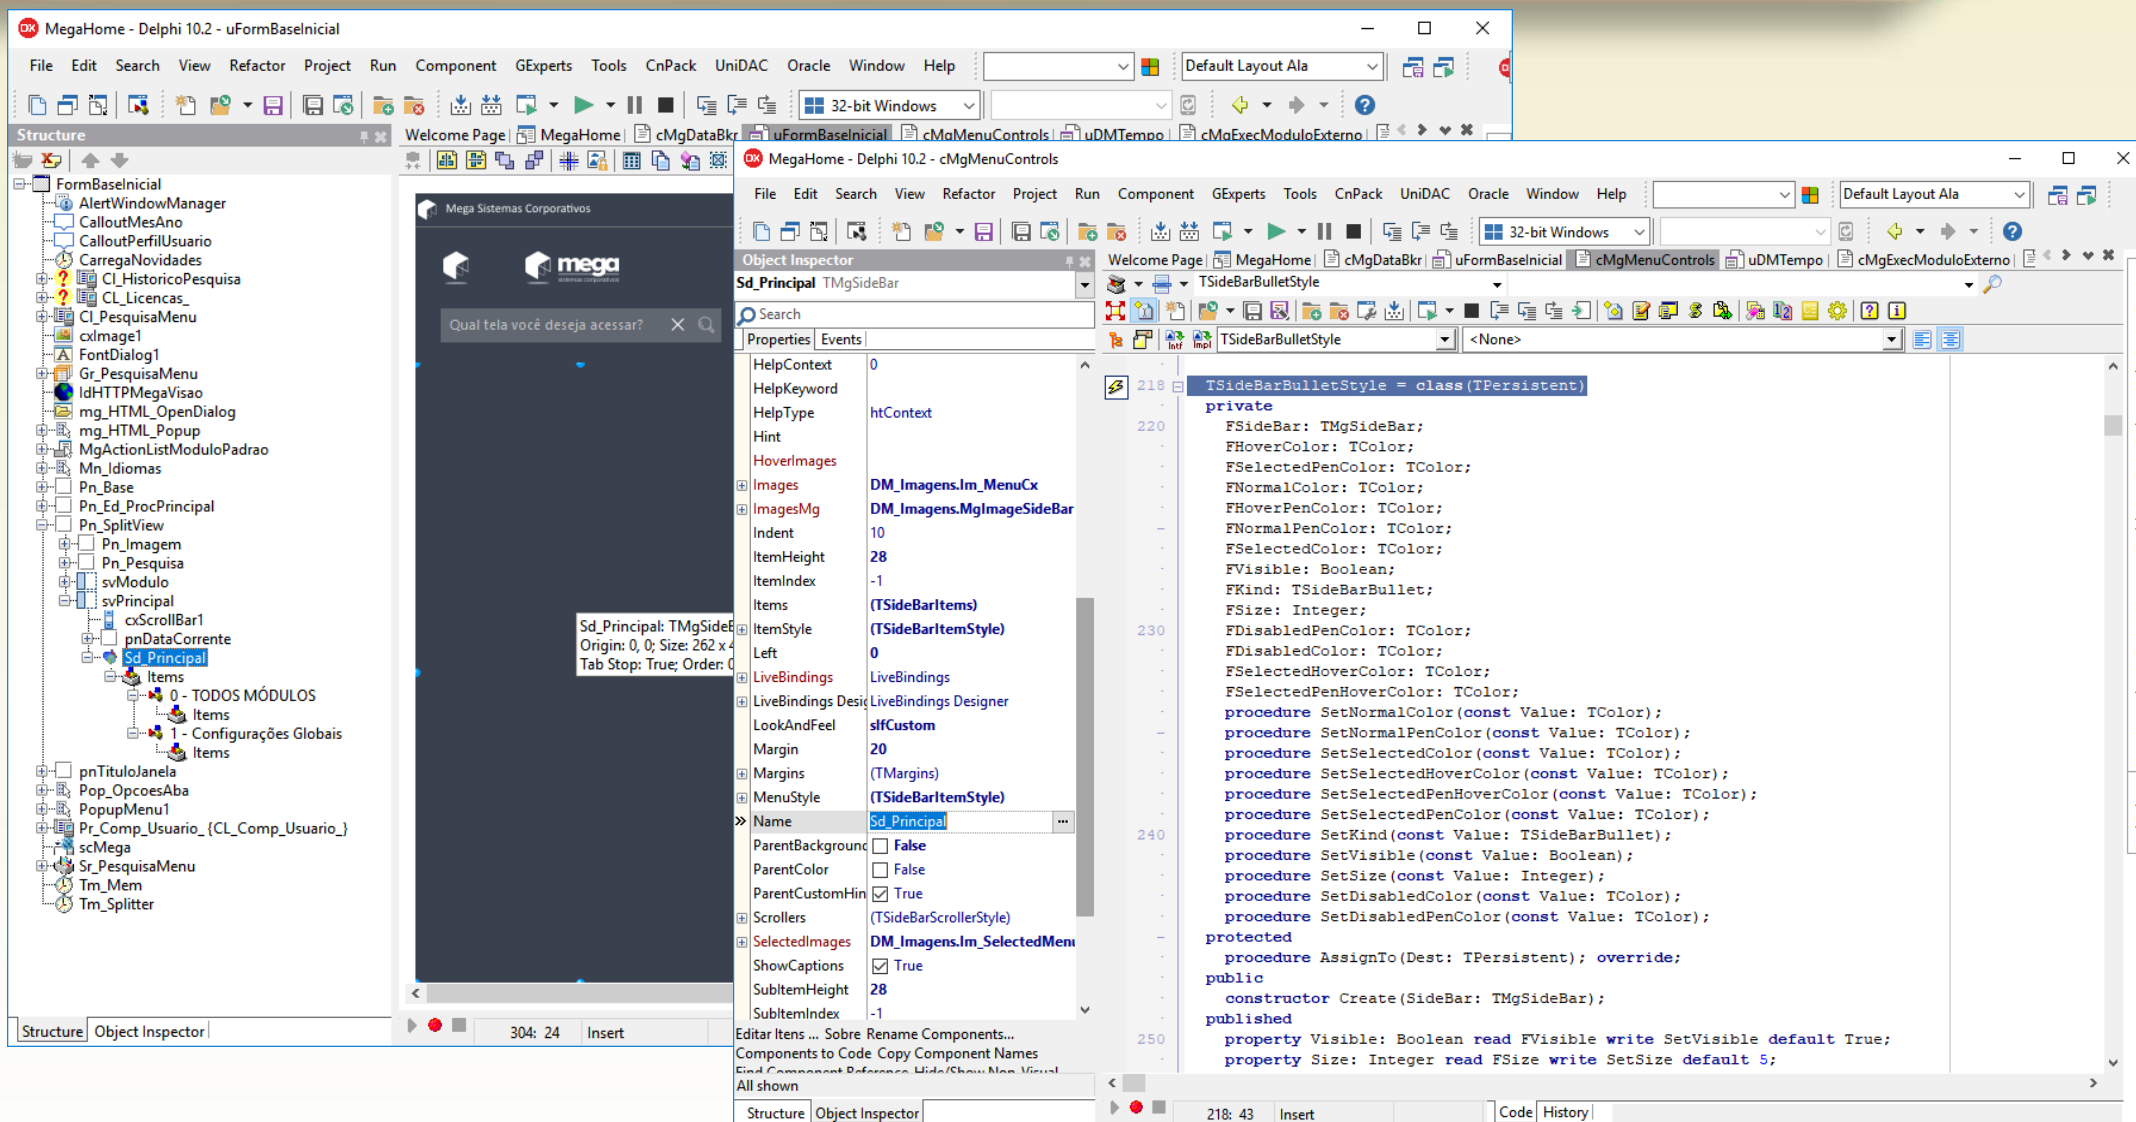 MegaHome - Delphi 10.2 - uFormBaseInicial
File Edit Search View Refactor Project Run Component GExperts Tools CnPack UniDAC Oracle Window Help Default Layout Ala
32-bit Windows
Structure
Welcome Page MegaHome cMgDataBkr uFormBaseInicial cMgMenuControls uDMTempo cMgExecModuloExterno
FormBaseInicial
AlertWindowManager
CalloutMesAno
CalloutPerfilUsuario
CarregaNovidades
CI_HistoricoPesquisa
CL_Licencas_
CI_PesquisaMenu
cxImage1
FontDialog1
Gr_PesquisaMenu
IdHTTPMegaVisao
mg_HTML_OpenDialog
mg_HTML_Popup
MgActionListModuloPadrao
Mn_Idiomas
Pn_Base
Pn_Ed_ProcPrincipal
Pn_SplitView
Pn_Imagem
Pn_Pesquisa
svModulo
svPrincipal
cxScrollBar1
pnDataCorrente
Sd_Principal
Items
0 - TODOS MÓDULOS
Items
1 - Configurações Globais
Items
pnTituloJanela
Pop_OpcoesAba
PopupMenu1
Pr_Comp_Usuario_ {CL_Comp_Usuario_}
scMega
Sr_PesquisaMenu
Tm_Mem
Tm_Splitter
Structure Object Inspector
Mega Sistemas Corporativos
mega
Qual tela você deseja acessar?
Sd_Principal: TMgSideB
Origin: 0, 0; Size: 262 x 4
Tab Stop: True; Order: 0
304: 24 Insert
MegaHome - Delphi 10.2 - cMgMenuControls
File Edit Search View Refactor Project Run Component GExperts Tools CnPack UniDAC Oracle Window Help Default Layout Ala
32-bit Windows
Object Inspector
Sd_Principal TMgSideBar
Search
Properties Events
HelpContext 0
HelpKeyword
HelpType htContext
Hint
HoverImages
Images DM_Imagens.Im_MenuCx
ImagesMg DM_Imagens.MgImageSideBar
Indent 10
ItemHeight 28
ItemIndex -1
Items (TSideBarItems)
ItemStyle (TSideBarItemStyle)
Left 0
LiveBindings LiveBindings
LiveBindings Desig LiveBindings Designer
LookAndFeel slfCustom
Margin 20
Margins (TMargins)
MenuStyle (TSideBarItemStyle)
Name Sd_Principal
ParentBackground False
ParentColor False
ParentCustomHin True
Scrollers (TSideBarScrollerStyle)
SelectedImages DM_Imagens.Im_SelectedMenu
ShowCaptions True
SubItemHeight 28
SubItemIndex -1
Editar Itens ... Sobre Rename Components...
Components to Code Copy Component Names
Find Component Reference Hide/Show Non-Visual
All shown
Structure Object Inspector
Welcome Page MegaHome cMgDataBkr uFormBaseInicial cMgMenuControls uDMTempo cMgExecModuloExterno
TSideBarBulletStyle
TSideBarBulletStyle <None>
218 TSideBarBulletStyle = class(TPersistent)
private
220 FSideBar: TMgSideBar;
FHoverColor: TColor;
FSelectedPenColor: TColor;
FNormalColor: TColor;
FHoverPenColor: TColor;
FNormalPenColor: TColor;
FSelectedColor: TColor;
FVisible: Boolean;
FKind: TSideBarBullet;
FSize: Integer;
230 FDisabledPenColor: TColor;
FDisabledColor: TColor;
FSelectedHoverColor: TColor;
FSelectedPenHoverColor: TColor;
procedure SetNormalColor(const Value: TColor);
procedure SetNormalPenColor(const Value: TColor);
procedure SetSelectedColor(const Value: TColor);
procedure SetSelectedHoverColor(const Value: TColor);
procedure SetSelectedPenHoverColor(const Value: TColor);
procedure SetSelectedPenColor(const Value: TColor);
240 procedure SetKind(const Value: TSideBarBullet);
procedure SetVisible(const Value: Boolean);
procedure SetSize(const Value: Integer);
procedure SetDisabledColor(const Value: TColor);
procedure SetDisabledPenColor(const Value: TColor);
protected
procedure AssignTo(Dest: TPersistent); override;
public
constructor Create(SideBar: TMgSideBar);
published
250 property Visible: Boolean read FVisible write SetVisible default True;
property Size: Integer read FSize write SetSize default 5;
218: 43 Insert Code History